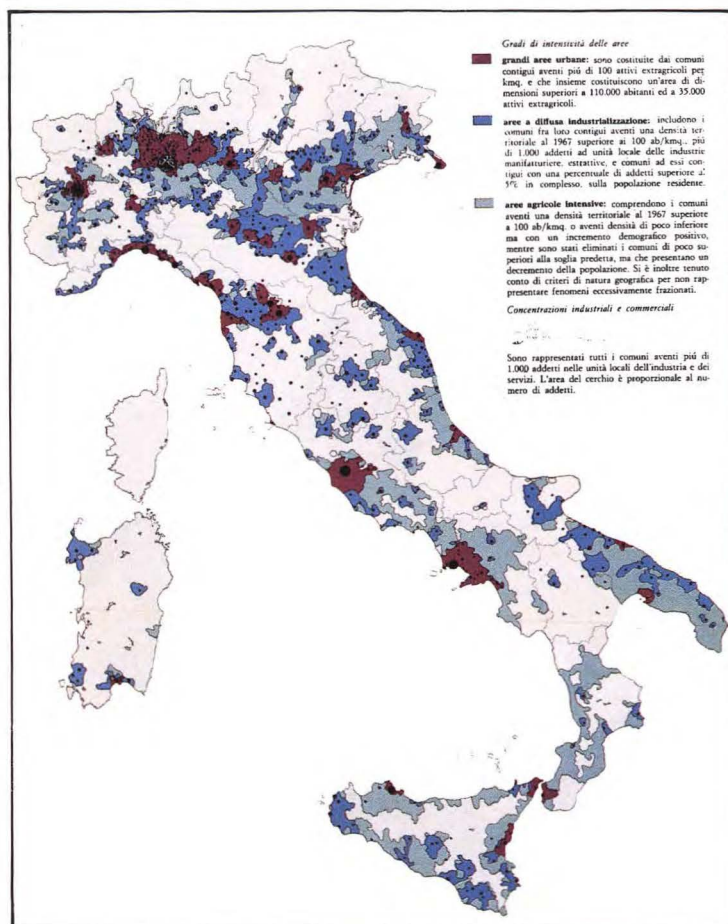 Gradi di intensività delle aree
grandi aree urbane: sono costituite dai comuni
contigui aventi piú di 100 attivi extragricoli per
kmq. e che insieme costituiscono un'area di di-
mensioni superiori a 110.000 abitanti ed a 35.000
attivi extragricoli.
aree a diffusa industrializzazione: includono i
comuni fra loro contigui aventi una densità ter-
ritoriale al 1967 superiore ai 100 ab/kmq., piú
di 1.000 addetti ad unità locale delle industrie
manifatturiere, estrattive, e comuni ad essi con-
tigui con una percentuale di addetti superiore al
5% in complesso, sulla popolazione residente.
aree agricole intensive: comprendono i comuni
aventi una densità territoriale al 1967 superiore
a 100 ab/kmq. o aventi densità di poco inferiore
ma con un incremento demografico positivo,
mentre sono stati eliminati i comuni di poco su-
periori alla soglia predetta, ma che presentano un
decremento della popolazione. Si è inoltre tenuto
conto di criteri di natura geografica per non rap-
presentare fenomeni eccessivamente frazionati.
Concentrazioni industriali e commerciali
Sono rappresentati tutti i comuni aventi piú di
1.000 addetti nelle unità locali dell'industria e dei
servizi. L'area del cerchio è proporzionale al nu-
mero di addetti.